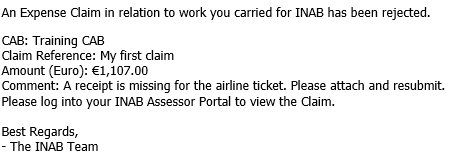 An Expense Claim in relation to work you carried for INAB has been rejected.
CAB: Training CAB
Claim Reference: My first claim
Amount (Euro): €1,107.00
Comment: A receipt is missing for the airline ticket. Please attach and resubmit.
Please log into your INAB Assessor Portal to view the Claim.
Best Regards,
- The INAB Team